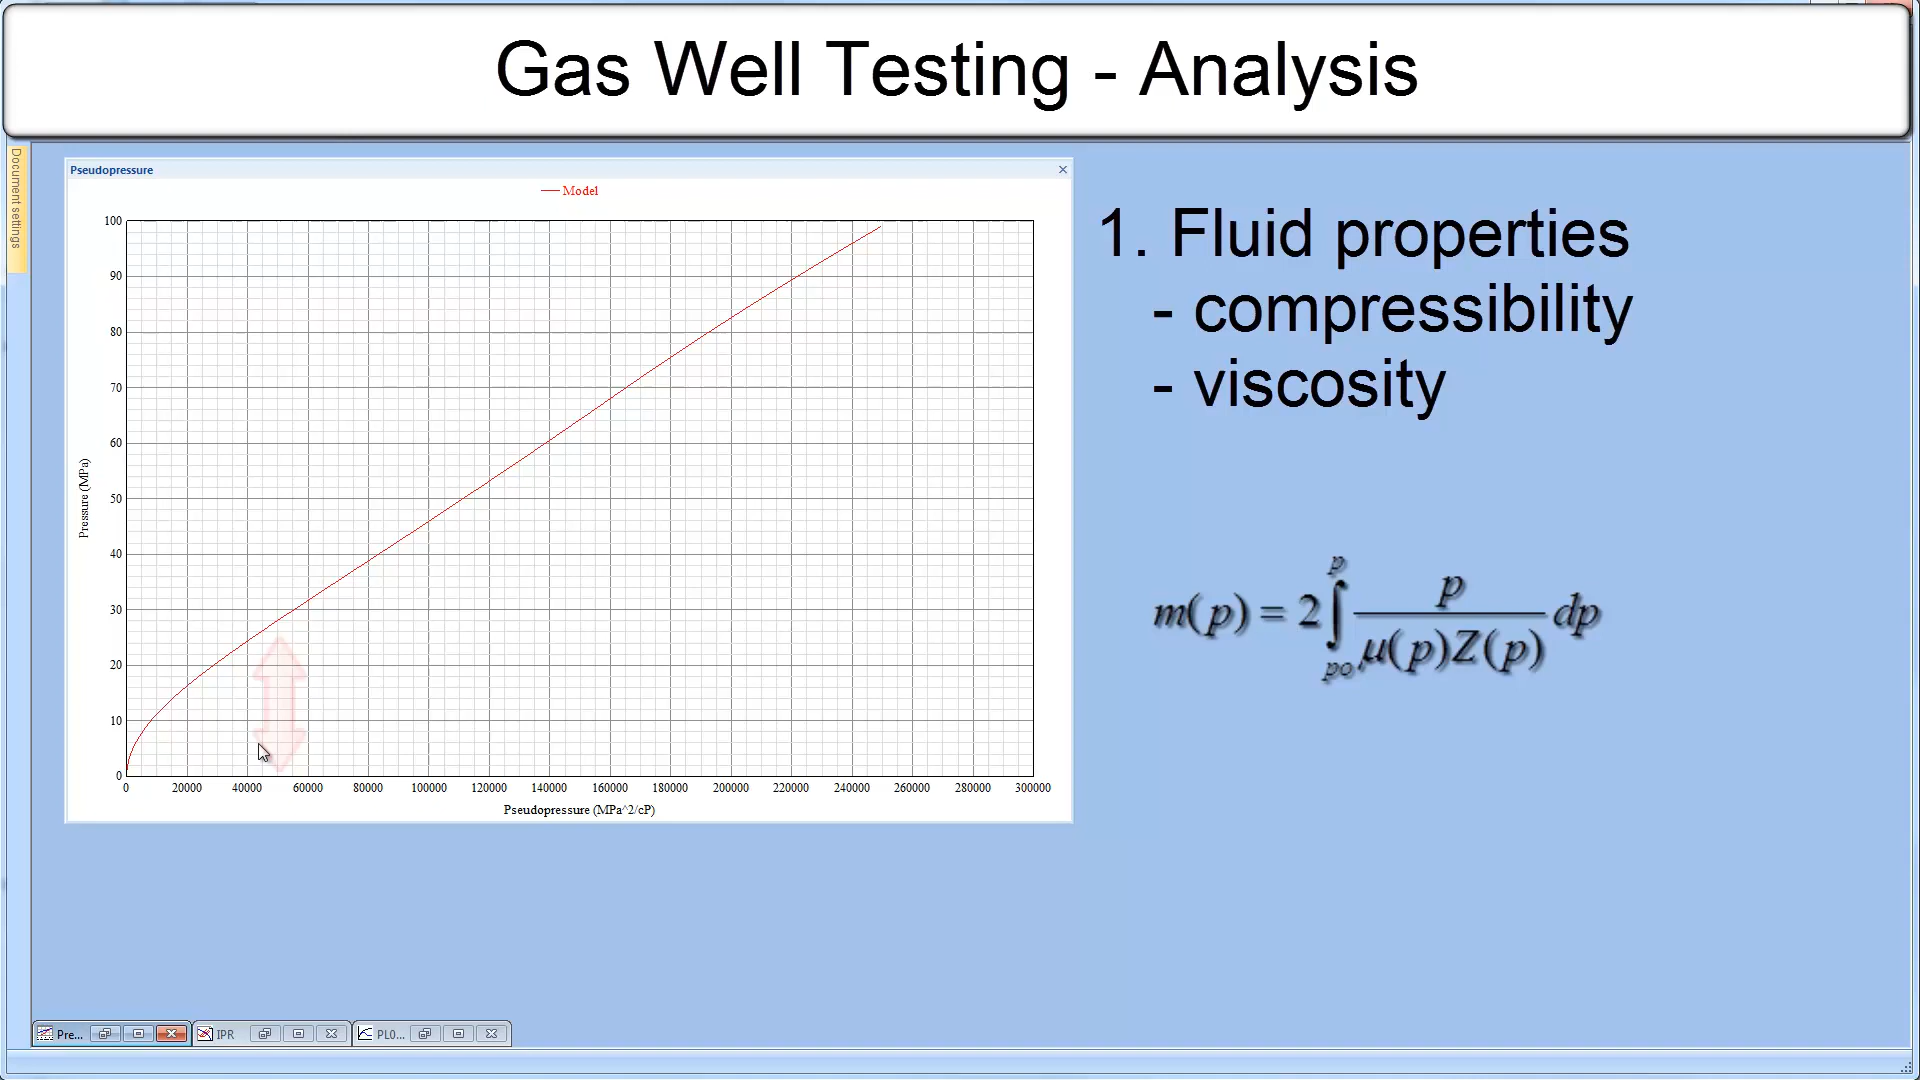 Gas Well Testing - Analysis
Document settings
Pseudopressure
Model
100
90
80
70
60
50
40
30
20
10
0
Pressure (MPa)
0 20000 40000 60000 80000 100000 120000 140000 160000 180000 200000 220000 240000 260000 280000 300000
Pseudopressure (MPa^2/cP)
1. Fluid properties
- compressibility
- viscosity
m(p) = 2 ∫ p po p / μ(p)Z(p) dp
Pre... IPR PL0...